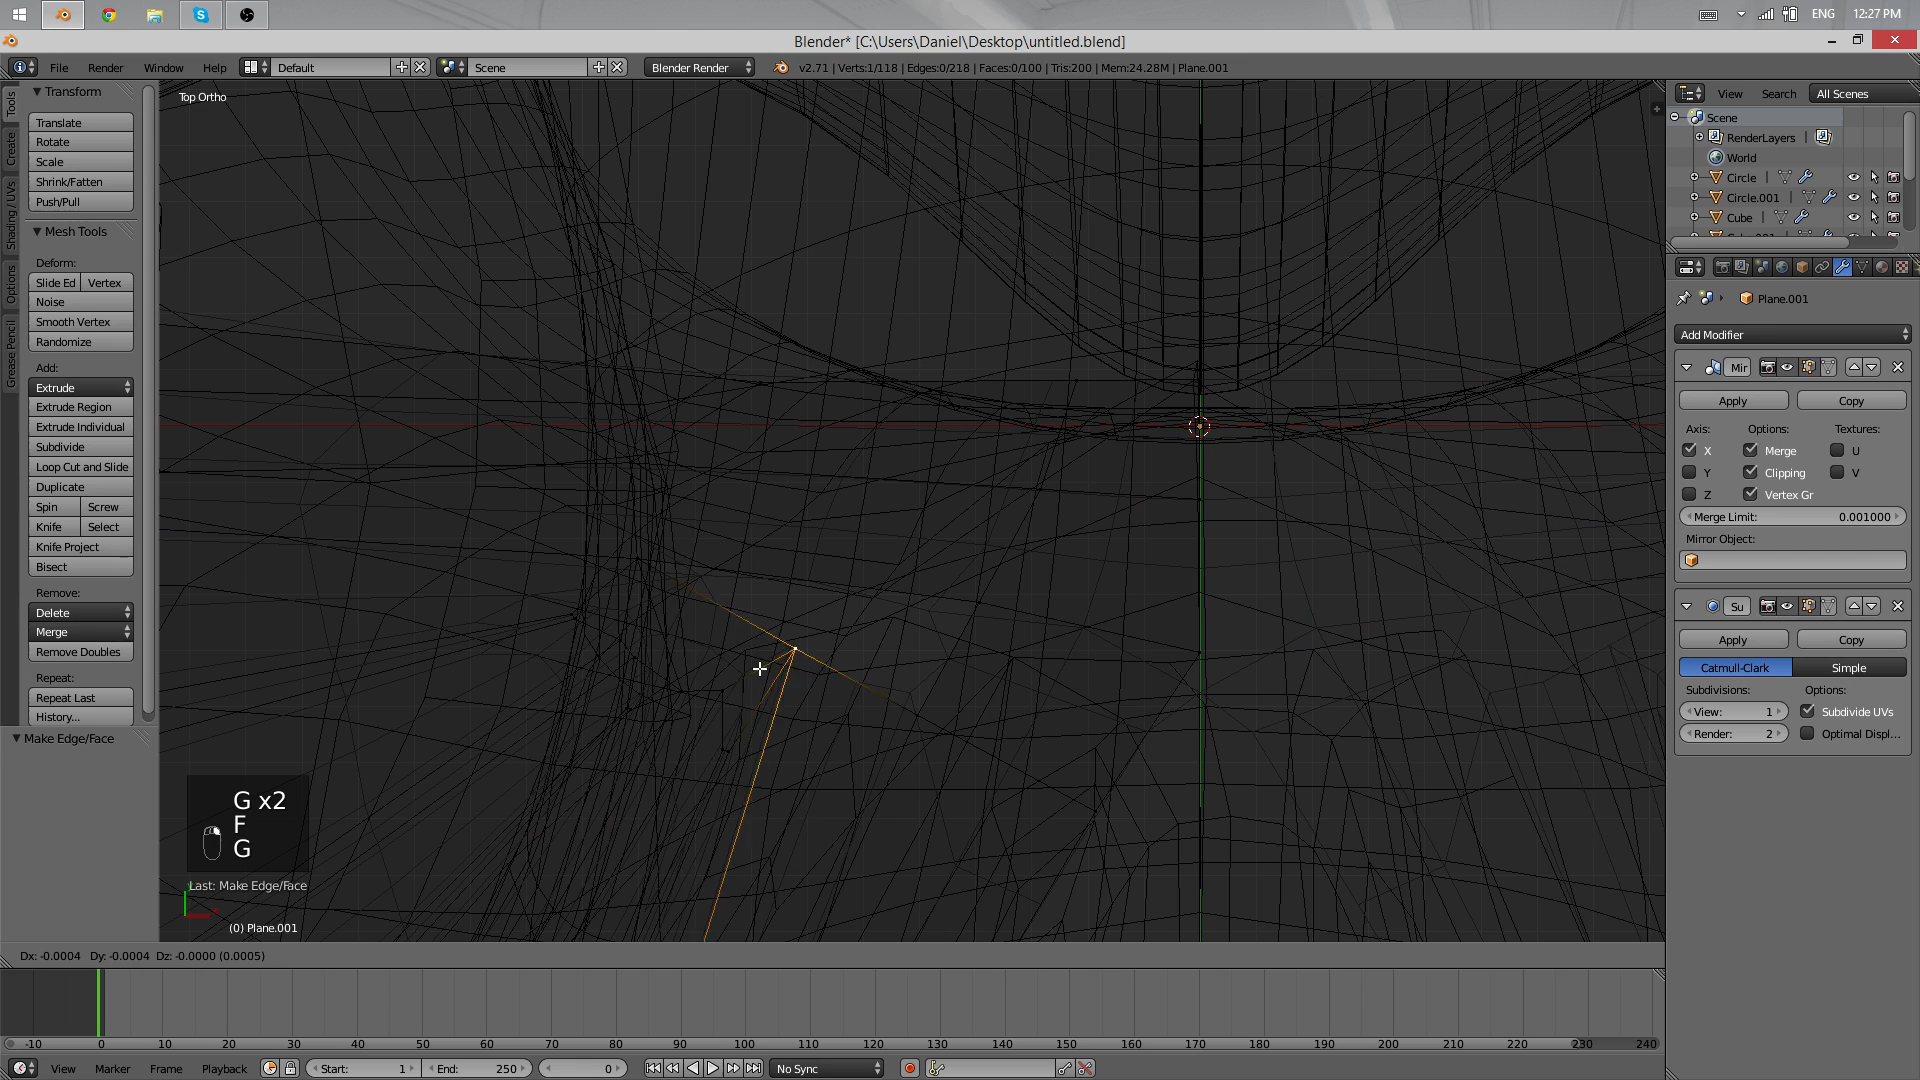 ENG 12:27 PM
Blender* [C:\Users\Daniel\Desktop\untitled.blend]
File Render Window Help Default Scene Blender Render v2.71 | Verts:1/118 | Edges:0/218 | Faces:0/100 | Tris:200 | Mem:24.28M | Plane.001
Tools
Create
Shading / UVs
Options
Grease Pencil
Transform
Translate
Rotate
Scale
Shrink/Fatten
Push/Pull
Mesh Tools
Deform:
Slide Ed Vertex
Noise
Smooth Vertex
Randomize
Add:
Extrude
Extrude Region
Extrude Individual
Subdivide
Loop Cut and Slide
Duplicate
Spin Screw
Knife Select
Knife Project
Bisect
Remove:
Delete
Merge
Remove Doubles
Repeat:
Repeat Last
History...
Make Edge/Face
Top Ortho
G x2
F
G
Last: Make Edge/Face
(0) Plane.001
Dx: -0.0004 Dy: -0.0004 Dz: -0.0000 (0.0005)
View Search All Scenes
Scene
RenderLayers |
World
Circle |
Circle.001
Cube |
Plane.001
Add Modifier
Mir
Apply Copy
Axis: Options: Textures:
X Merge U
Y Clipping V
Z Vertex Gr
Merge Limit: 0.001000
Mirror Object:
Su
Apply Copy
Catmull-Clark Simple
Subdivisions: Options:
View: 1 Subdivide UVs
Render: 2 Optimal Displ...
-10 0 10 20 30 40 50 60 70 80 90 100 110 120 130 140 150 160 170 180 190 200 210 220 230 240
View Marker Frame Playback Start: 1 End: 250 0 No Sync